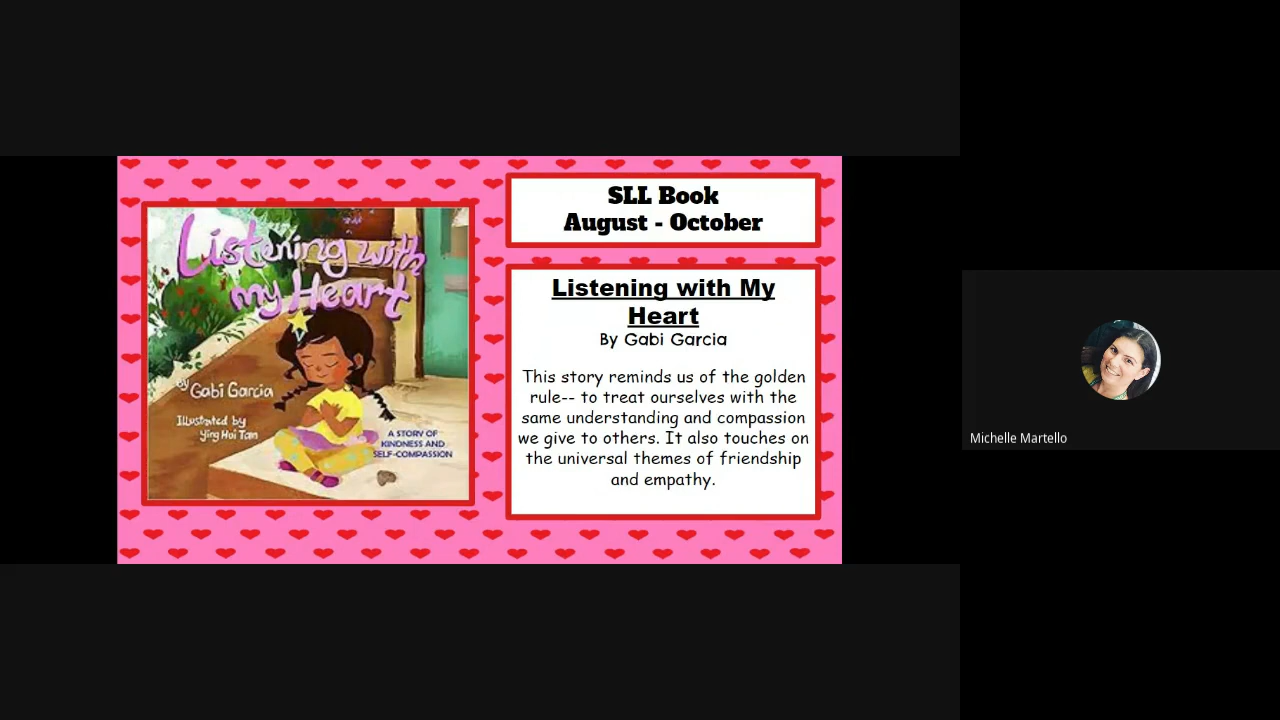 Listening with
my Heart
by
Gabi Garcia
Illustrated by
Ying Hui Tan
A STORY OF
KINDNESS AND
SELF-COMPASSION
SLL Book
August - October
Listening with My
Heart
By Gabi Garcia
This story reminds us of the golden
rule-- to treat ourselves with the
same understanding and compassion
we give to others. It also touches on
the universal themes of friendship
and empathy.
Michelle Martello